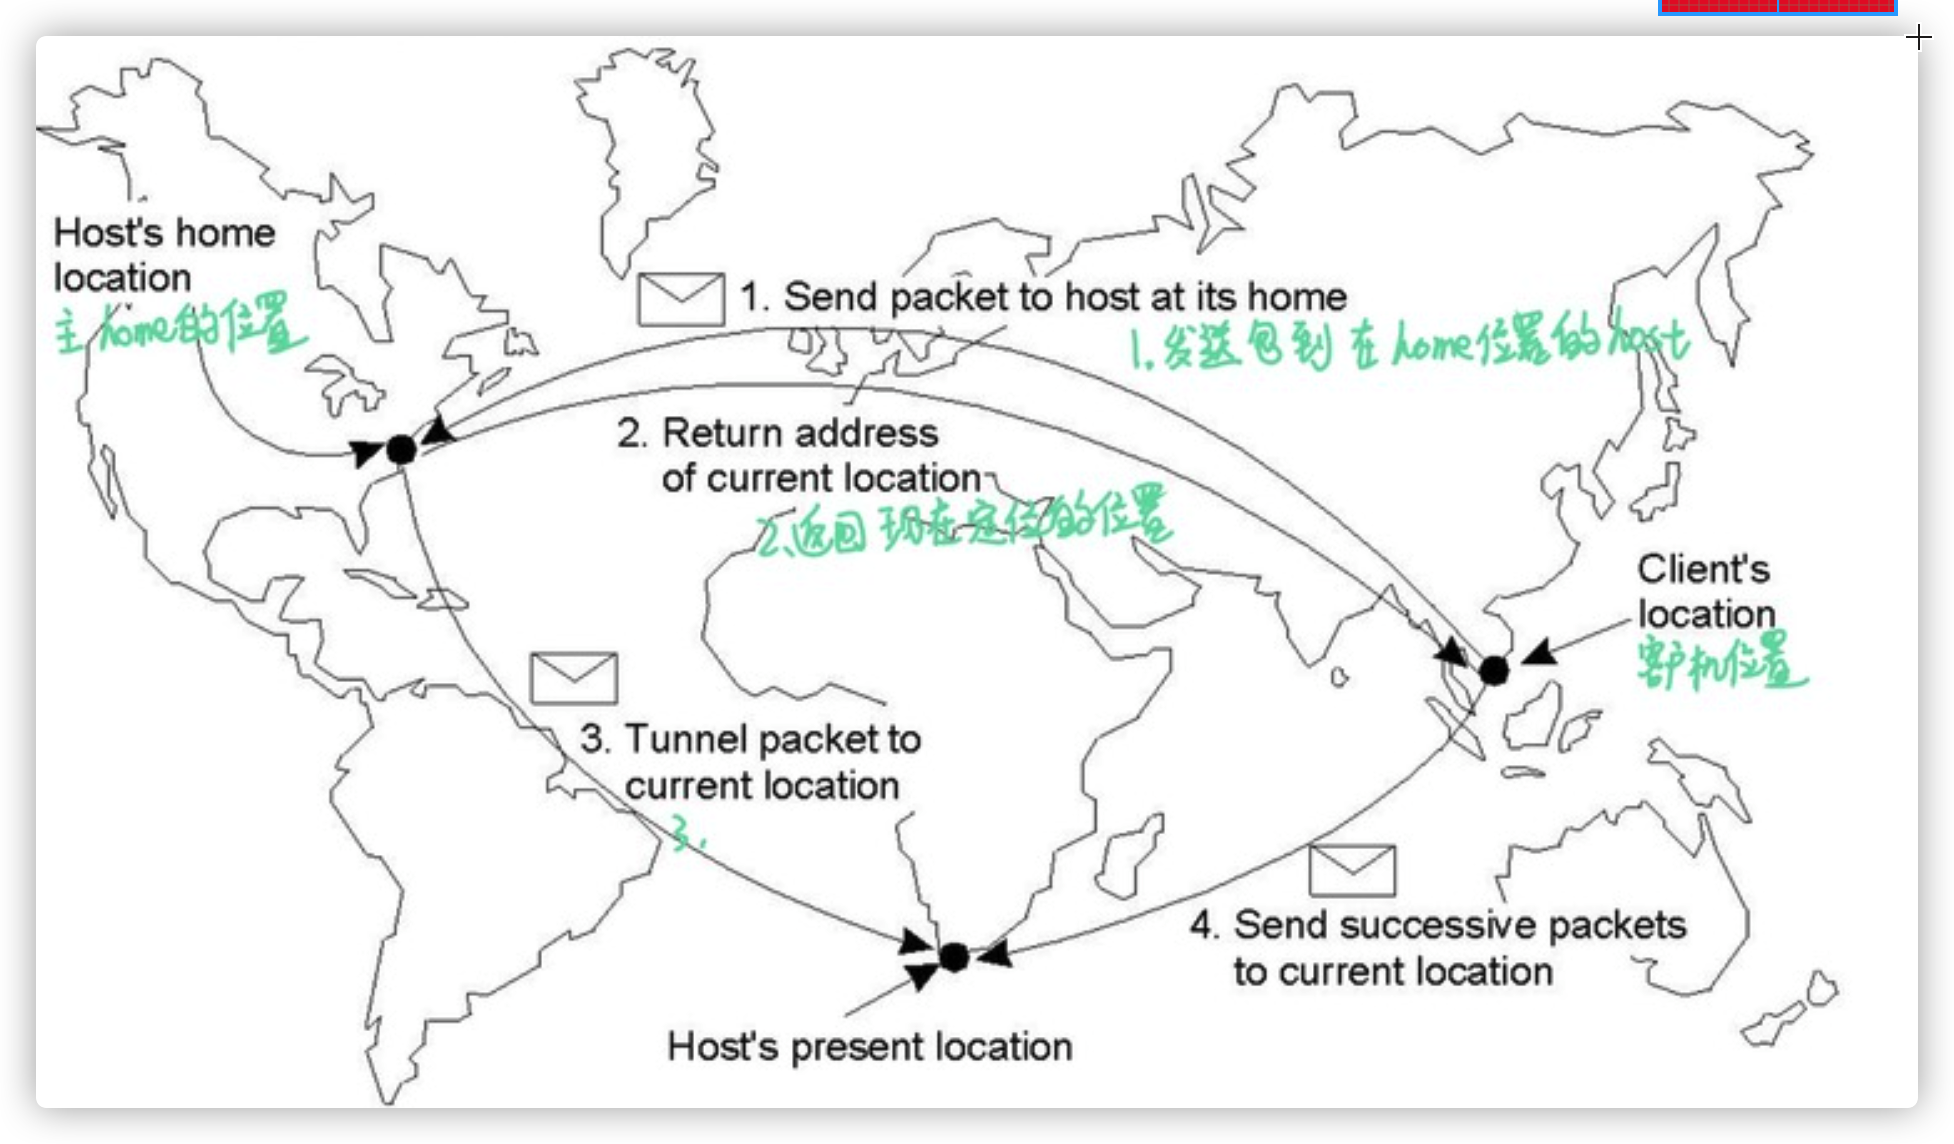 Host's home
location
主home的位置
1. Send packet to host at its home
1.发送包到在home位置的host
2. Return address
of current location
2.返回现在定位的位置
Client's
location
客户机位置
3. Tunnel packet to
current location
3.
4. Send successive packets
to current location
Host's present location